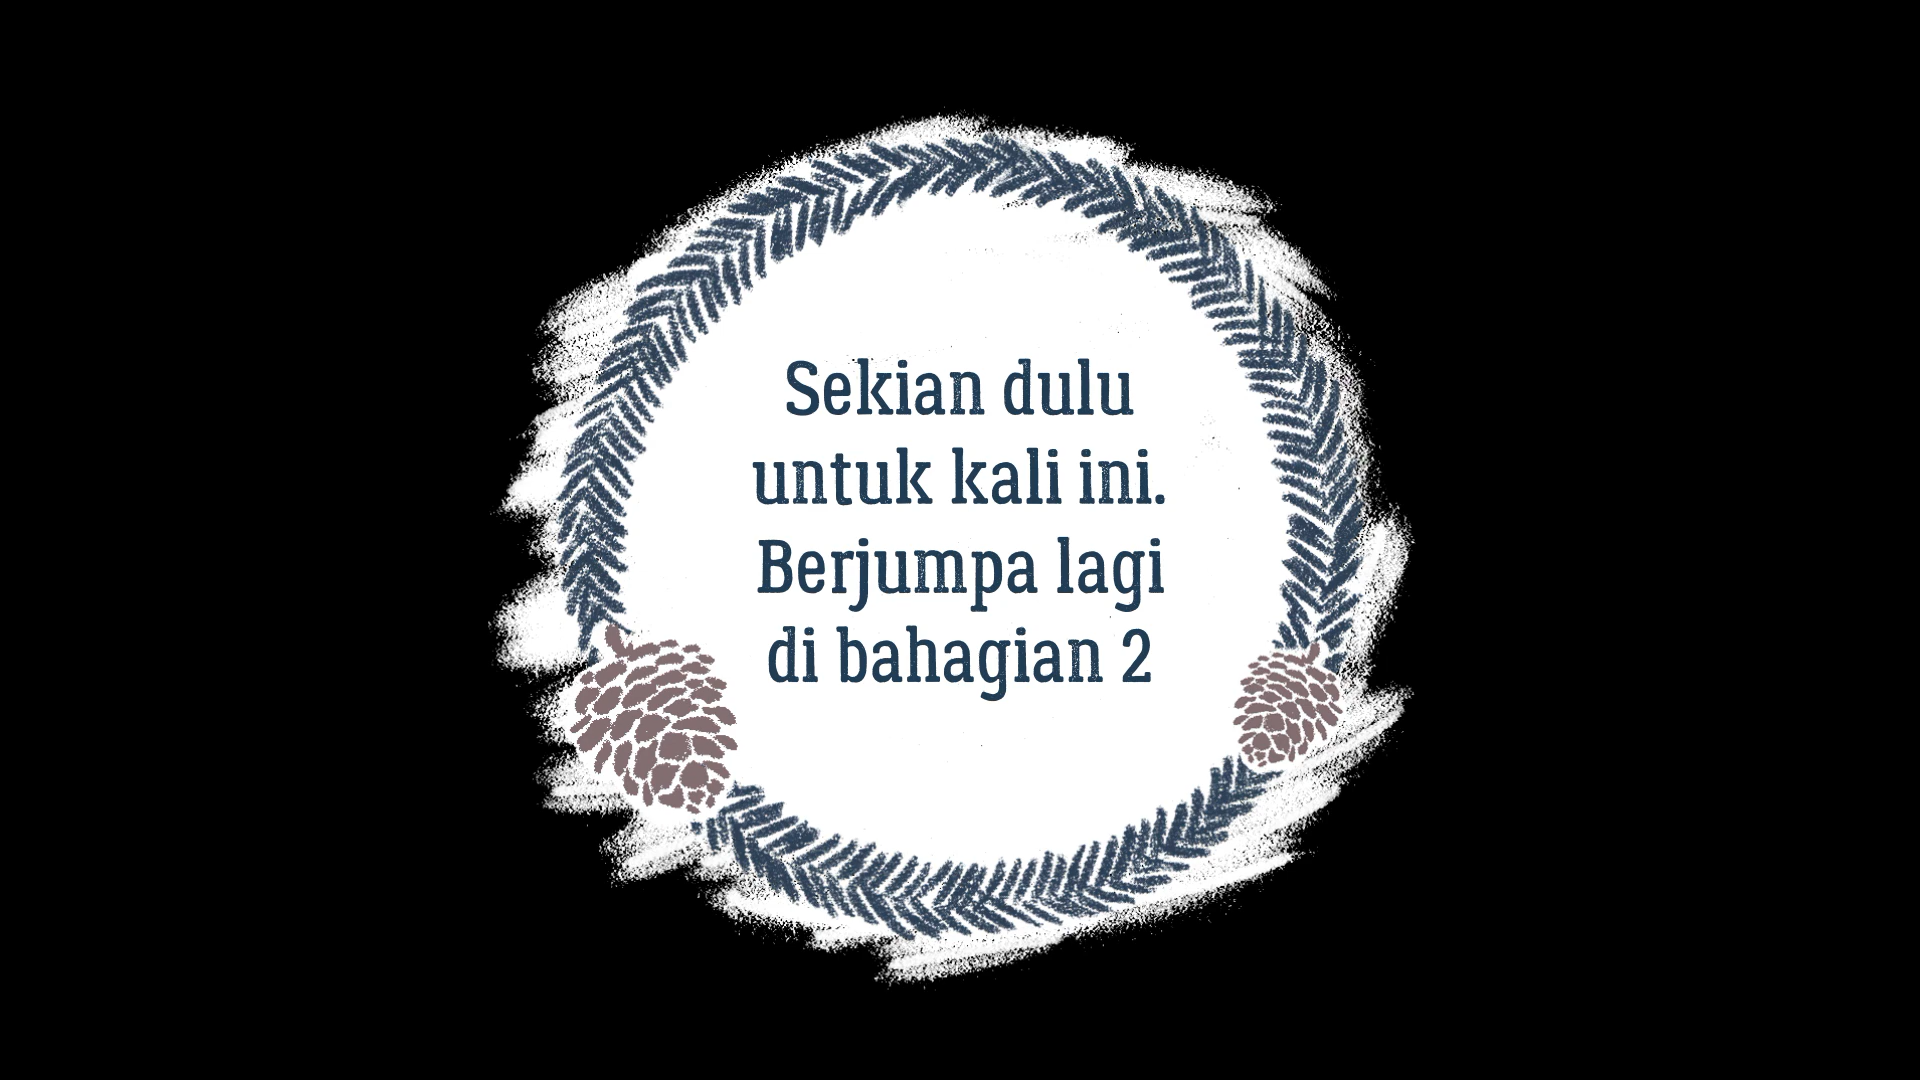 Sekian dulu
untuk kali ini.
Berjumpa lagi
di bahagian 2